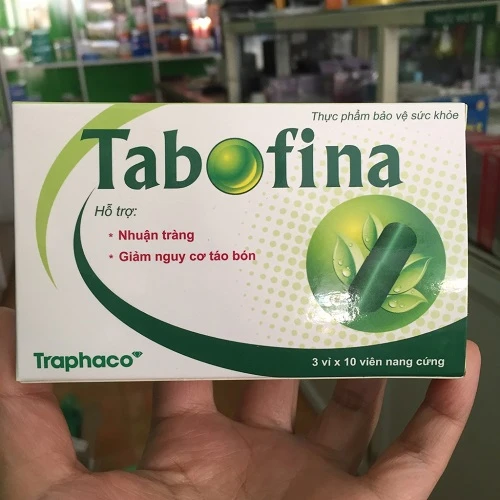 Thực phẩm bảo vệ sức khỏe
Tabofina
Hỗ trợ:
* Nhuận tràng
* Giảm nguy cơ táo bón
Traphaco
3 vỉ x 10 viên nang cứng